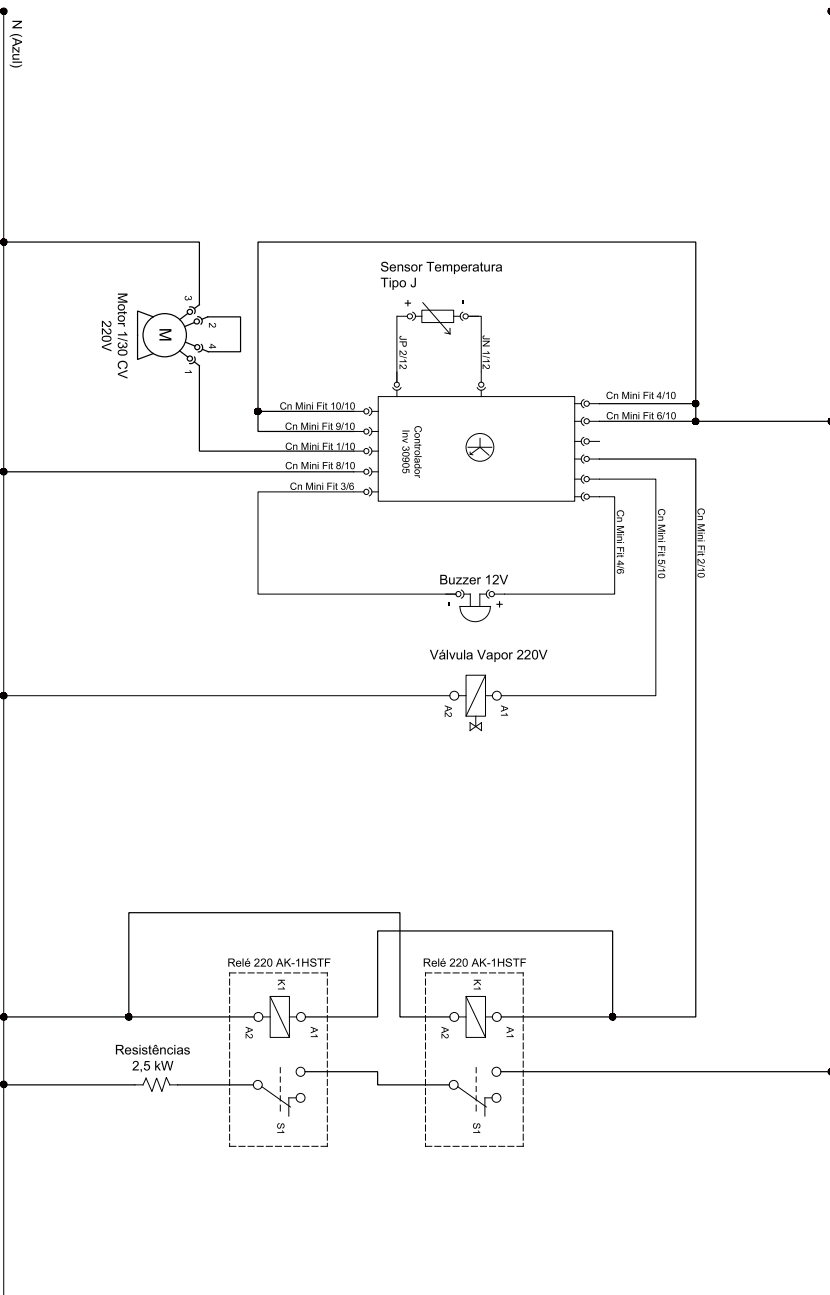 N (Azul)
Sensor Temperatura
Tipo J
+
-
JP 2/12
JN 1/12
3
2
4
1
M
Motor 1/30 CV
220V
Cn Mini Fit 10/10
Cn Mini Fit 9/10
Cn Mini Fit 1/10
Cn Mini Fit 8/10
Cn Mini Fit 3/6
Controlador
Inv 30905
Cn Mini Fit 4/10
Cn Mini Fit 6/10
Cn Mini Fit 4/6
Cn Mini Fit 5/10
Cn Mini Fit 2/10
Buzzer 12V
-
+
Válvula Vapor 220V
A2
A1
Relé 220 AK-1HSTF
K1
A2
A1
S1
Relé 220 AK-1HSTF
K1
A2
A1
S1
Resistências
2,5 kW